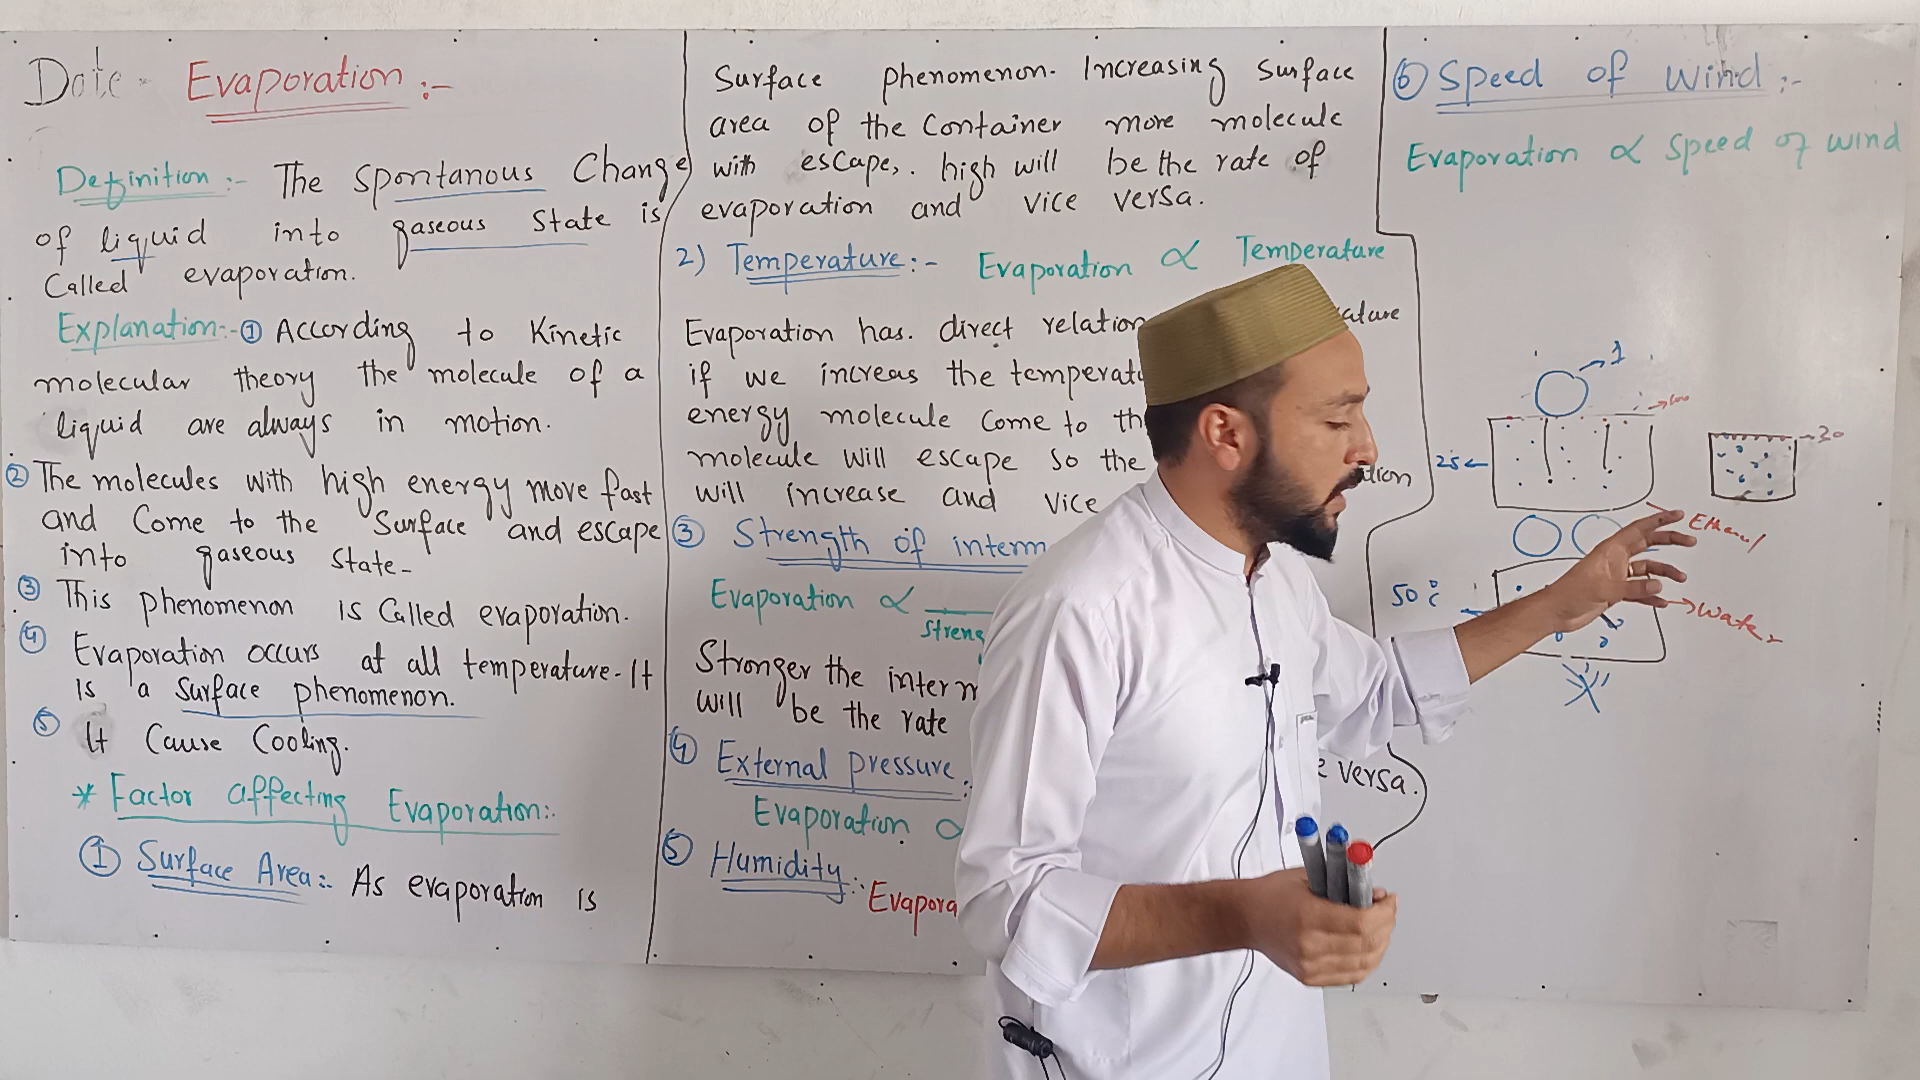 Date - Evaporation :-
Definition :- The Spontanous Change
of liquid into gaseous State is
Called evaporation.
Explanation:- ① According to Kinetic
molecular theory the molecule of a
liquid are always in motion.
② The molecules with high energy move fast
and Come to the Surface and escape
into gaseous State-
③ This phenomenon is Called evaporation.
④ Evaporation occurs at all temperature. It
is a Surface phenomenon.
⑤ It Cause Cooling.
* Factor affecting Evaporation:-
① Surface Area:- As evaporation is
Surface phenomenon. Increasing Surface
area of the Container more molecule
with escape, high will be the rate of
evaporation and vice versa.
2) Temperature:- Evaporation ∝ Temperature
Evaporation has direct relation
if we increas the temperatu
energy molecule Come to th
molecule will escape so the
will increase and vice
③ Strength of interm
Evaporation ∝
Streng
Stronger the interm
will be the rate
④ External pressure
e versa.
Evaporation ∝
⑤ Humidity:- Evapora
⑥ Speed of wind:-
Evaporation ∝ Speed of wind
1
25
30
Ethanol
50°C
Water